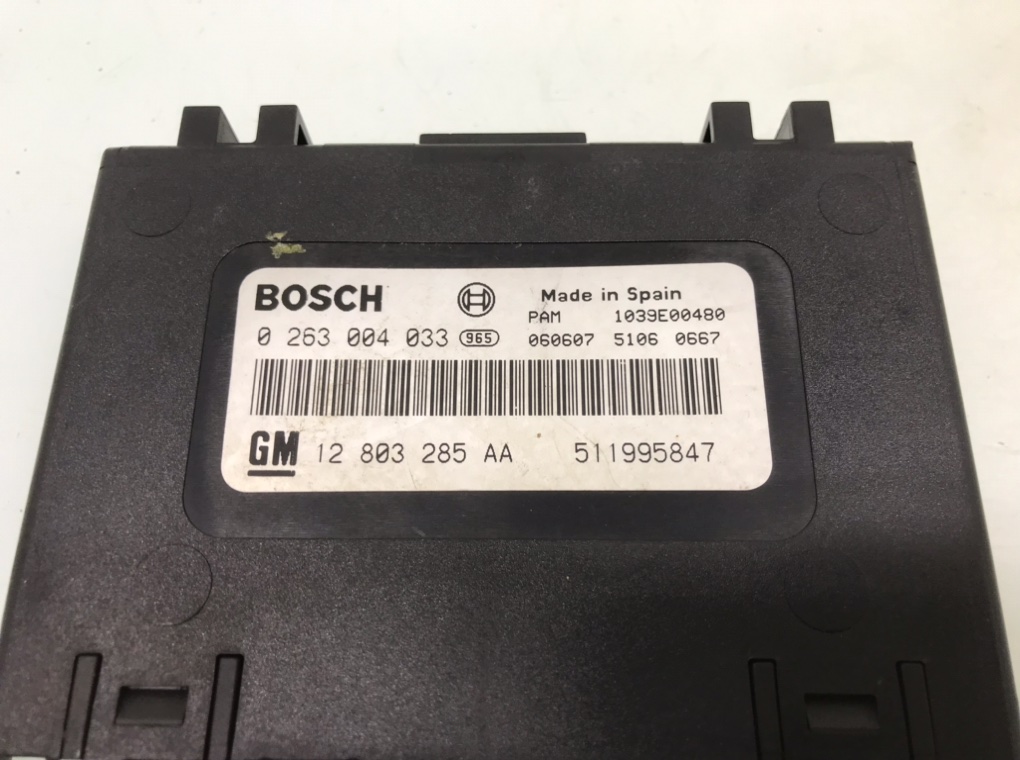 BOSCH
Made in Spain
PAM 1039E00480
0 263 004 033 965 060607 5106 0667
GM 12 803 285 AA 511995847